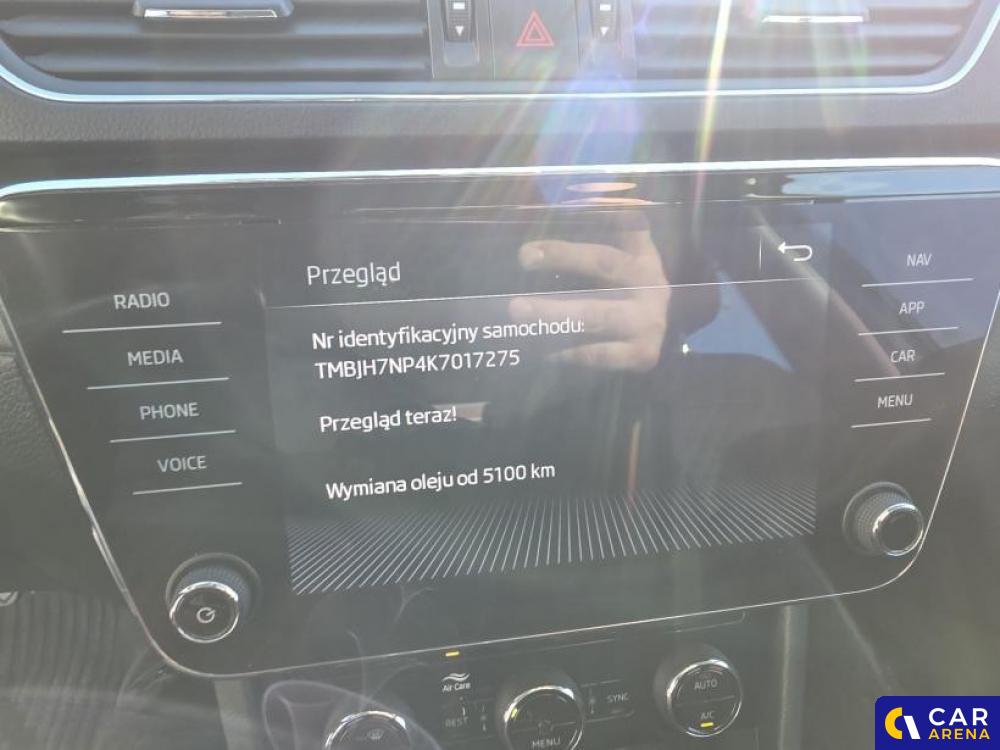 Przegląd
NAV
RADIO
APP
Nr identyfikacyjny samochodu:
TMBJH7NP4K7017275
MEDIA
CAR
PHONE
Przegląd teraz!
MENU
VOICE
Wymiana oleju od 5100 km
Air Care
REST
MENU
SYNC
AUTO
A/C
CAR
ARENA